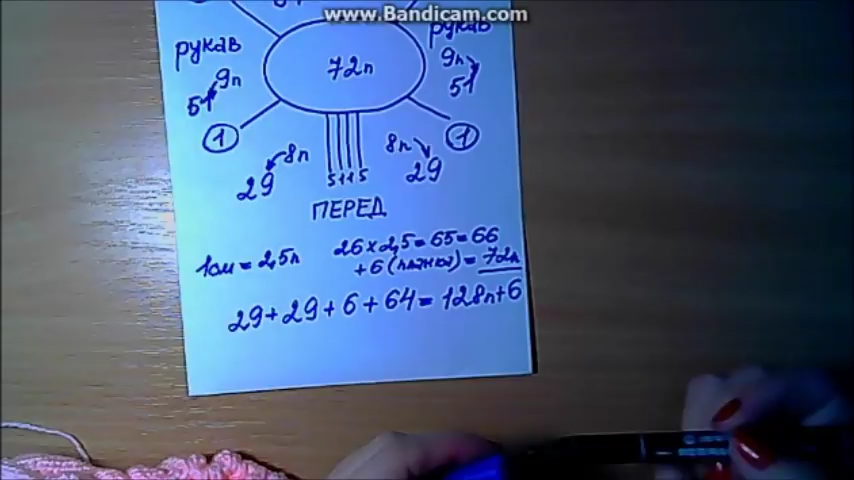 www.Bandicam.com
рукав
рукав
72п
9п
51
9п
51
1
1
8п
29
8п
29
5 1 1 5
ПЕРЕД
1см = 2,5п
26 × 2,5 = 65 = 66
+ 6 (планка) = 72п
29 + 29 + 6 + 64 = 128п + 6